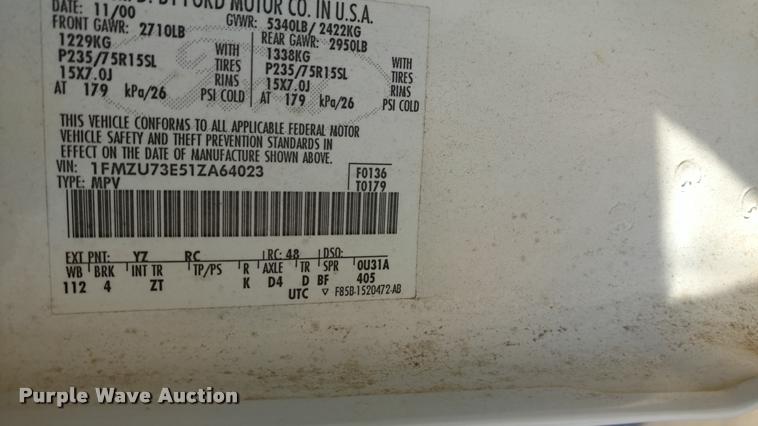 BY FORD MOTOR CO. IN U.S.A.
DATE: 11/00 GVWR: 5340LB/ 2422KG
FRONT GAWR: 2710LB REAR GAWR: 2950LB
1229KG WITH 1338KG WITH
P235/75R15SL TIRES P235/75R15SL TIRES
15X7.0J RIMS 15X7.0J RIMS
AT 179 kPa/26 PSI COLD AT 179 kPa/26 PSI COLD
THIS VEHICLE CONFORMS TO ALL APPLICABLE FEDERAL MOTOR
VEHICLE SAFETY AND THEFT PREVENTION STANDARDS IN
EFFECT ON THE DATE OF MANUFACTURE SHOWN ABOVE.
VIN: 1FMZU73E51ZA64023 F0136
TYPE: MPV T0179
EXT PNT: YZ RC RC: 48 DSO:
WB BRK INT TR TP/PS R AXLE TR SPR 0U31A
112 4 ZT K D4 D BF 405
UTC ▽ F85B-1520472-AB
Purple Wave Auction